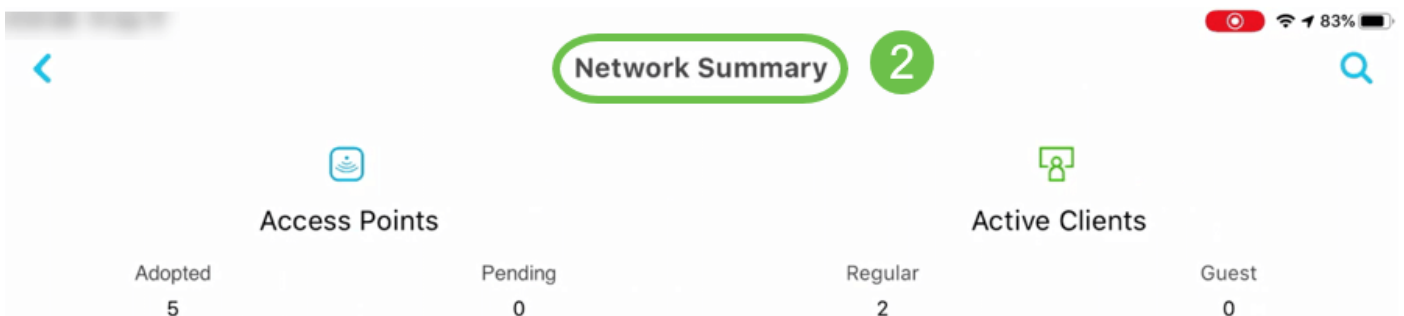 83%
Network Summary 2
Access Points Active Clients
Adopted Pending Regular Guest
5 0 2 0